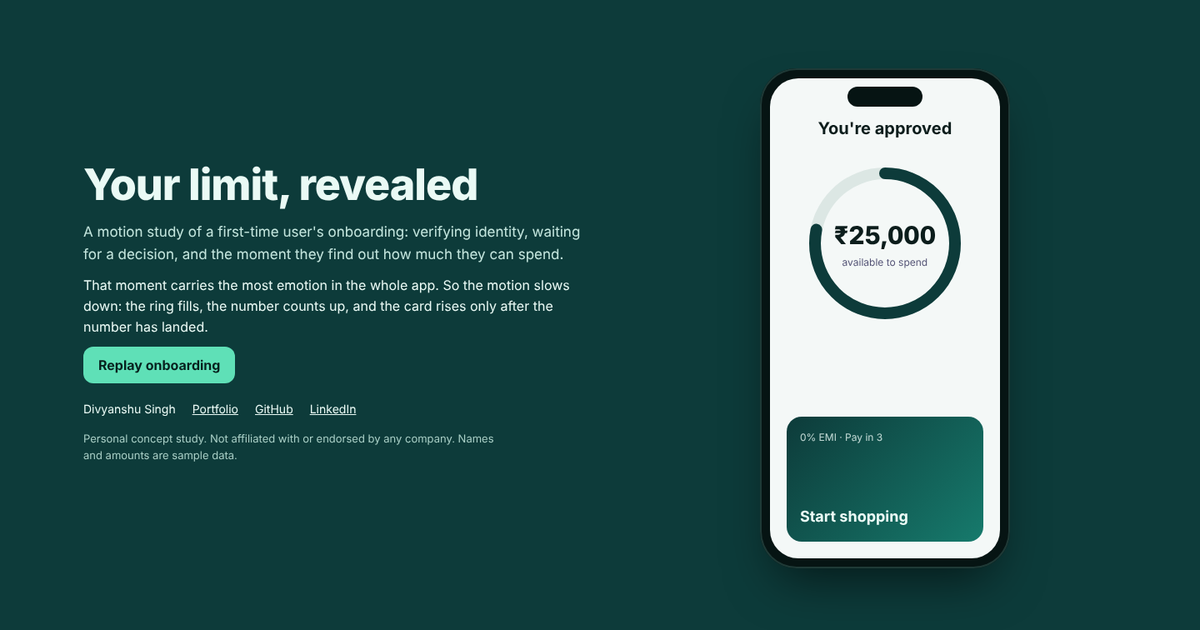 Your limit, revealed
A motion study of a first-time user's onboarding: verifying identity, waiting
for a decision, and the moment they find out how much they can spend.
That moment carries the most emotion in the whole app. So the motion slows
down: the ring fills, the number counts up, and the card rises only after the
number has landed.
Replay onboarding
Divyanshu Singh Portfolio GitHub LinkedIn
Personal concept study. Not affiliated with or endorsed by any company. Names
and amounts are sample data.
You're approved
₹25,000
available to spend
0% EMI · Pay in 3
Start shopping